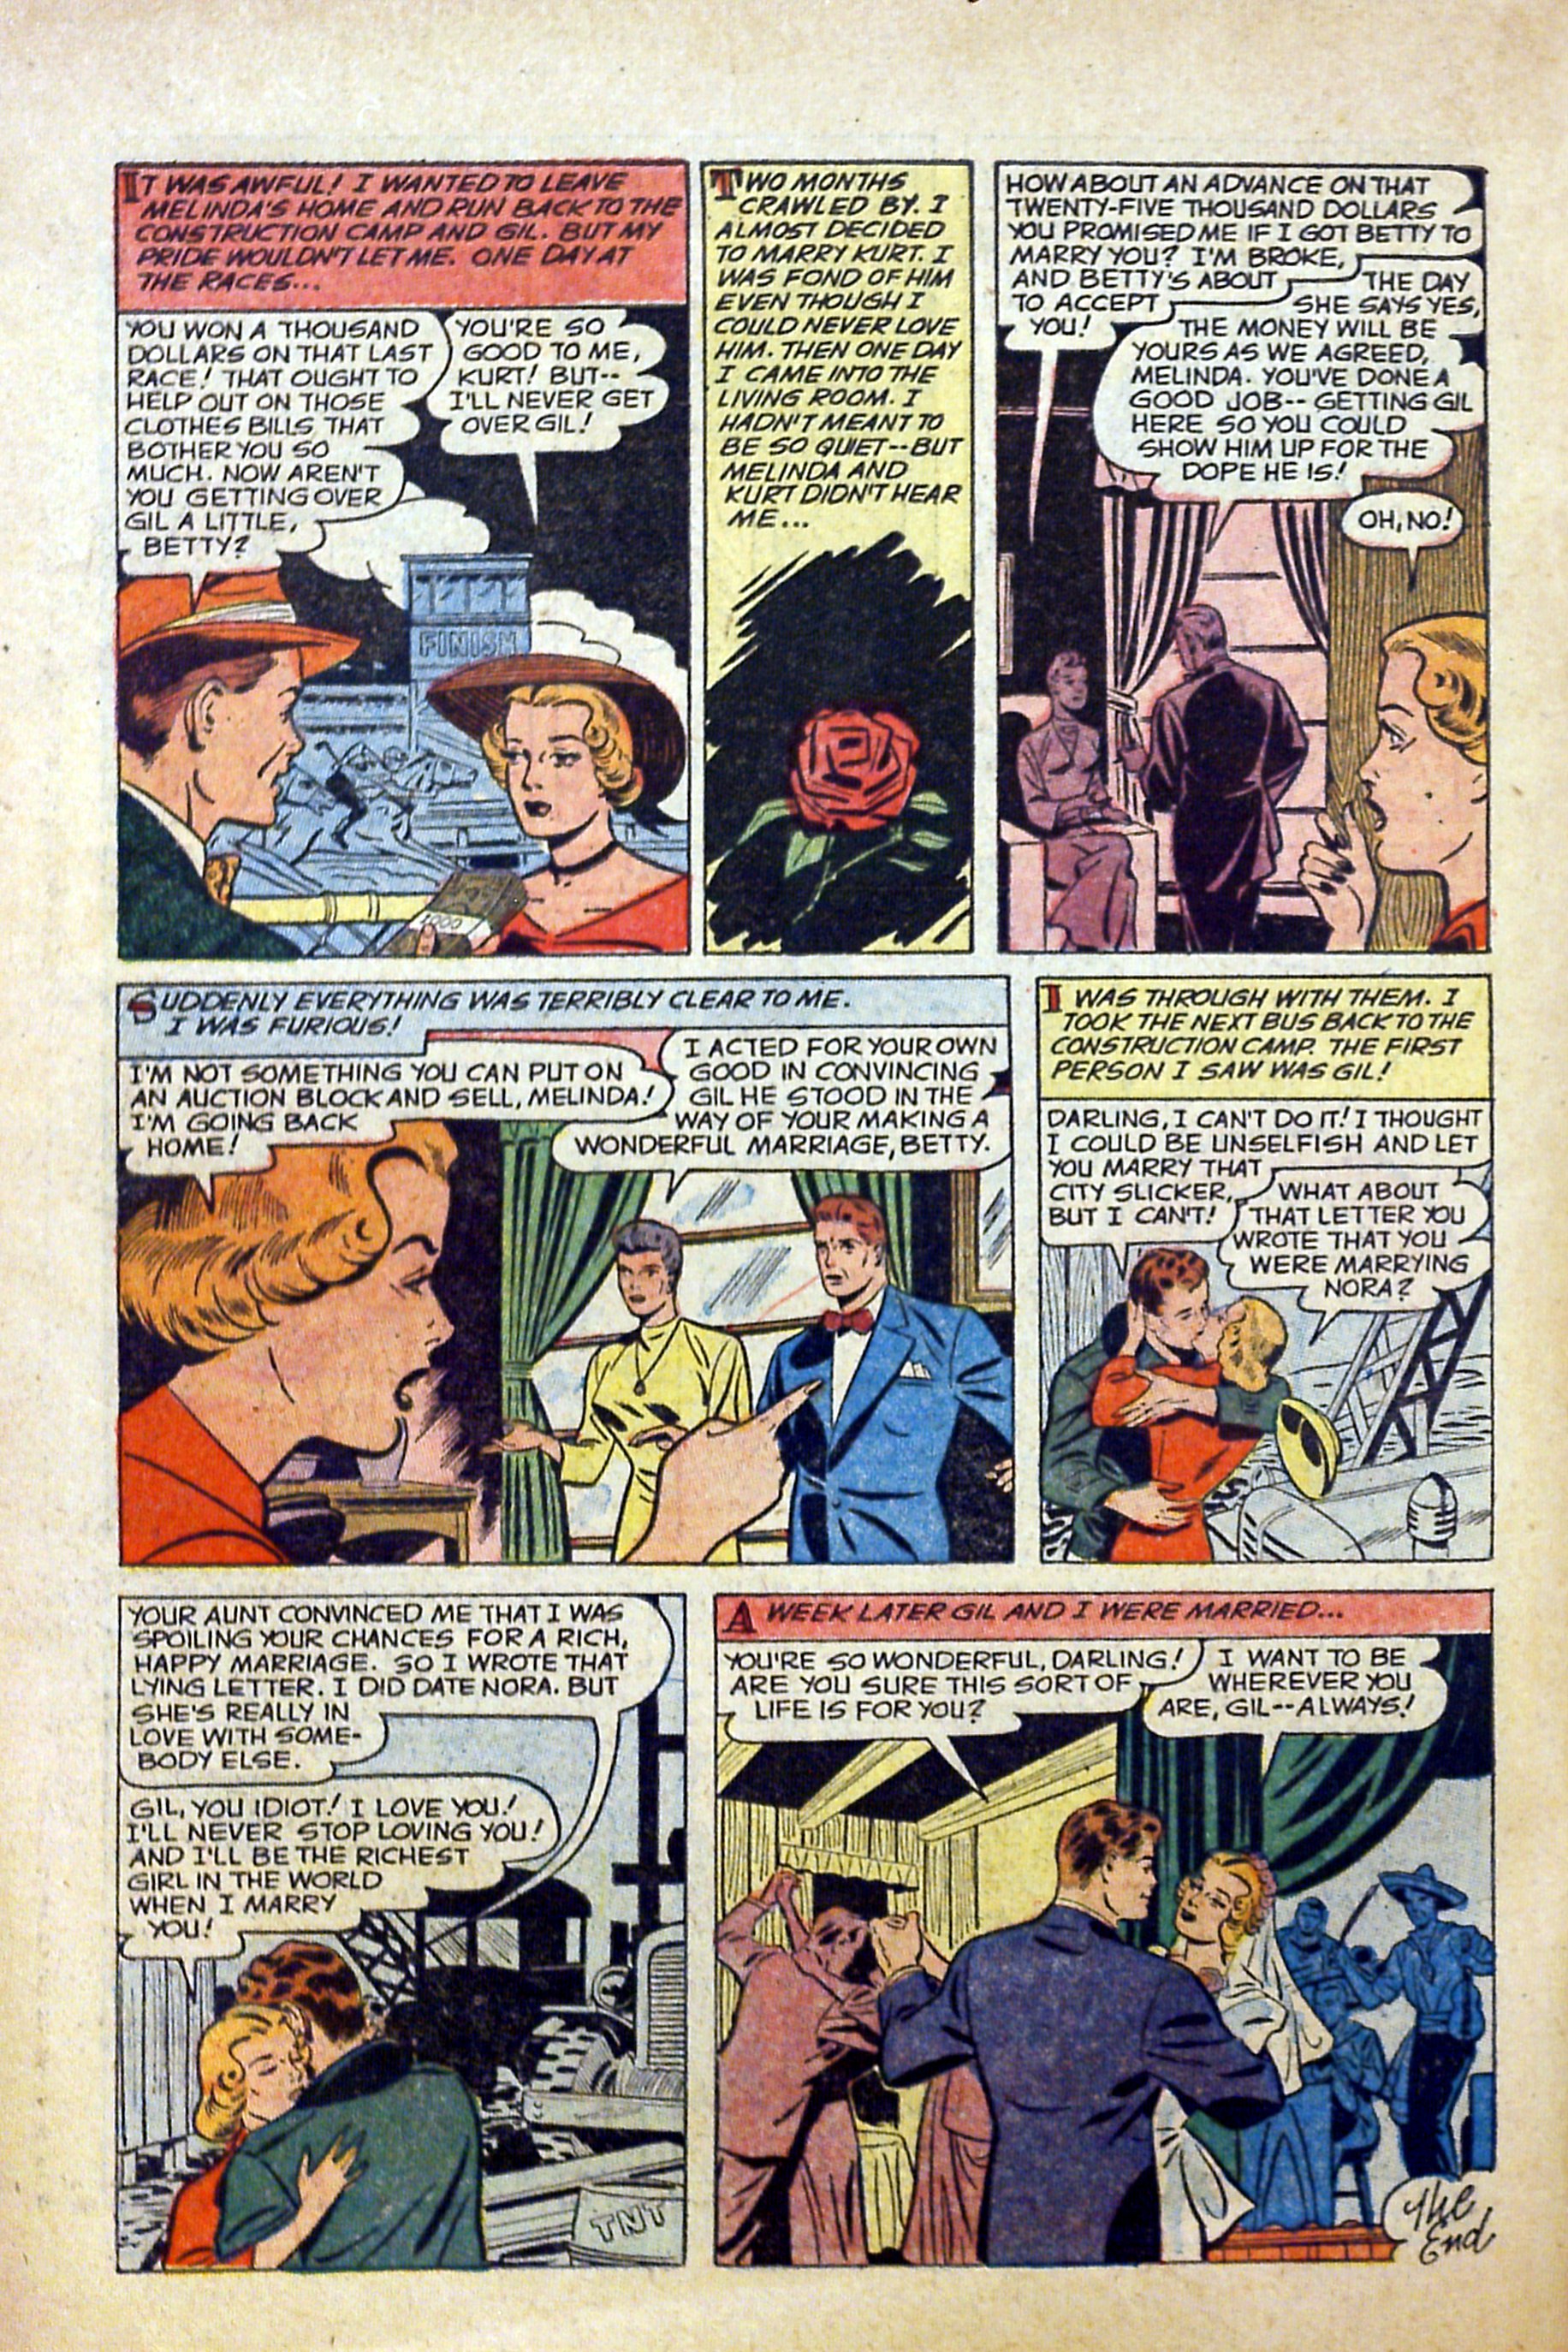 IT WAS AWFUL! I WANTED TO LEAVE
MELINDA'S HOME AND RUN BACK TO THE
CONSTRUCTION CAMP AND GIL. BUT MY
PRIDE WOULDN'T LET ME. ONE DAY AT
THE RACES...
YOU WON A THOUSAND
DOLLARS ON THAT LAST
RACE! THAT OUGHT TO
HELP OUT ON THOSE
CLOTHES BILLS THAT
BOTHER YOU SO
MUCH. NOW AREN'T
YOU GETTING OVER
GIL A LITTLE,
BETTY?
YOU'RE SO
GOOD TO ME,
KURT! BUT--
I'LL NEVER GET
OVER GIL!
FINISH
1000
TWO MONTHS
CRAWLED BY. I
ALMOST DECIDED
TO MARRY KURT. I
WAS FOND OF HIM
EVEN THOUGH I
COULD NEVER LOVE
HIM. THEN ONE DAY
I CAME INTO THE
LIVING ROOM. I
HADN'T MEANT TO
BE SO QUIET--BUT
MELINDA AND
KURT DIDN'T HEAR
ME...
HOW ABOUT AN ADVANCE ON THAT
TWENTY-FIVE THOUSAND DOLLARS
YOU PROMISED ME IF I GOT BETTY TO
MARRY YOU? I'M BROKE,
AND BETTY'S ABOUT
TO ACCEPT
YOU!
THE DAY
SHE SAYS YES,
THE MONEY WILL BE
YOURS AS WE AGREED,
MELINDA. YOU'VE DONE A
GOOD JOB--GETTING GIL
HERE SO YOU COULD
SHOW HIM UP FOR THE
DOPE HE IS!
OH, NO!
SUDDENLY EVERYTHING WAS TERRIBLY CLEAR TO ME.
I WAS FURIOUS!
I'M NOT SOMETHING YOU CAN PUT ON
AN AUCTION BLOCK AND SELL, MELINDA!
I'M GOING BACK
HOME!
I ACTED FOR YOUR OWN
GOOD IN CONVINCING
GIL HE STOOD IN THE
WAY OF YOUR MAKING A
WONDERFUL MARRIAGE, BETTY.
I WAS THROUGH WITH THEM. I
TOOK THE NEXT BUS BACK TO THE
CONSTRUCTION CAMP. THE FIRST
PERSON I SAW WAS GIL!
DARLING, I CAN'T DO IT! I THOUGHT
I COULD BE UNSELFISH AND LET
YOU MARRY THAT
CITY SLICKER,
BUT I CAN'T!
WHAT ABOUT
THAT LETTER YOU
WROTE THAT YOU
WERE MARRYING
NORA?
YOUR AUNT CONVINCED ME THAT I WAS
SPOILING YOUR CHANCES FOR A RICH,
HAPPY MARRIAGE. SO I WROTE THAT
LYING LETTER. I DID DATE NORA. BUT
SHE'S REALLY IN
LOVE WITH SOME-
BODY ELSE.
GIL, YOU IDIOT! I LOVE YOU!
I'LL NEVER STOP LOVING YOU!
AND I'LL BE THE RICHEST
GIRL IN THE WORLD
WHEN I MARRY
YOU!
TNT
A WEEK LATER GIL AND I WERE MARRIED...
YOU'RE SO WONDERFUL, DARLING!
ARE YOU SURE THIS SORT OF
LIFE IS FOR YOU?
I WANT TO BE
WHEREVER YOU
ARE, GIL--ALWAYS!
The
End